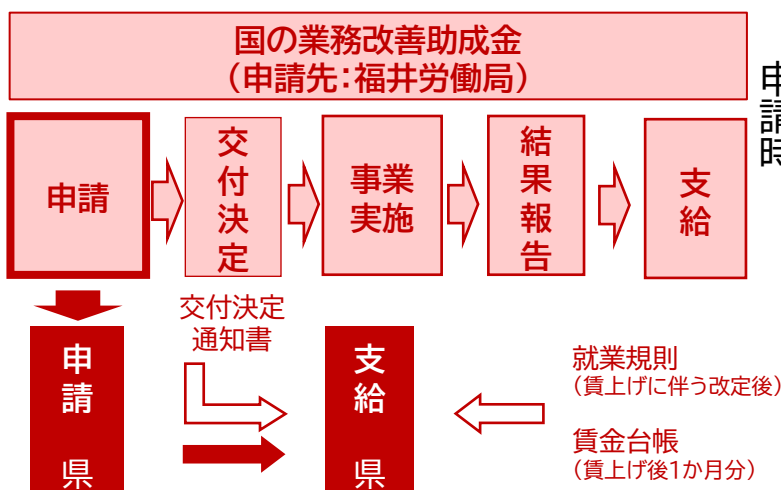 国の業務改善助成金
（申請先：福井労働局）
申請時
申請
交付決定
事業
実施
結果報告
支給
交付決定
通知書
申請 県
支給 県
就業規則
（賃上げに伴う改定後）
賃金台帳
（賃上げ後1か月分）